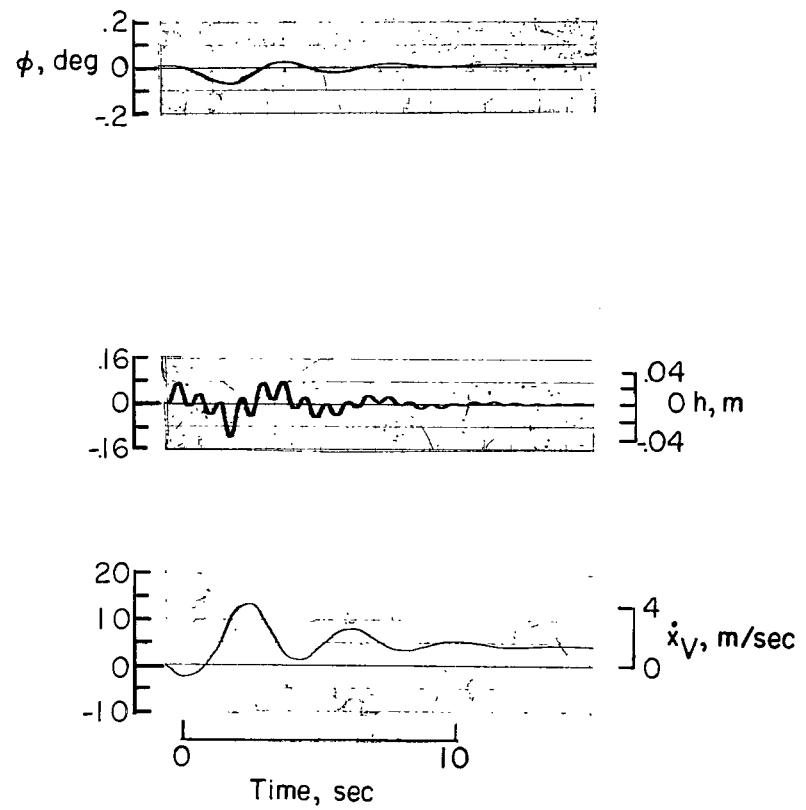 .2
φ, deg 0
-.2
.16 .04
0 0 h, m
-.16 -.04
20
10 4
ẋV, m/sec
0 0
-10
0 10
Time, sec